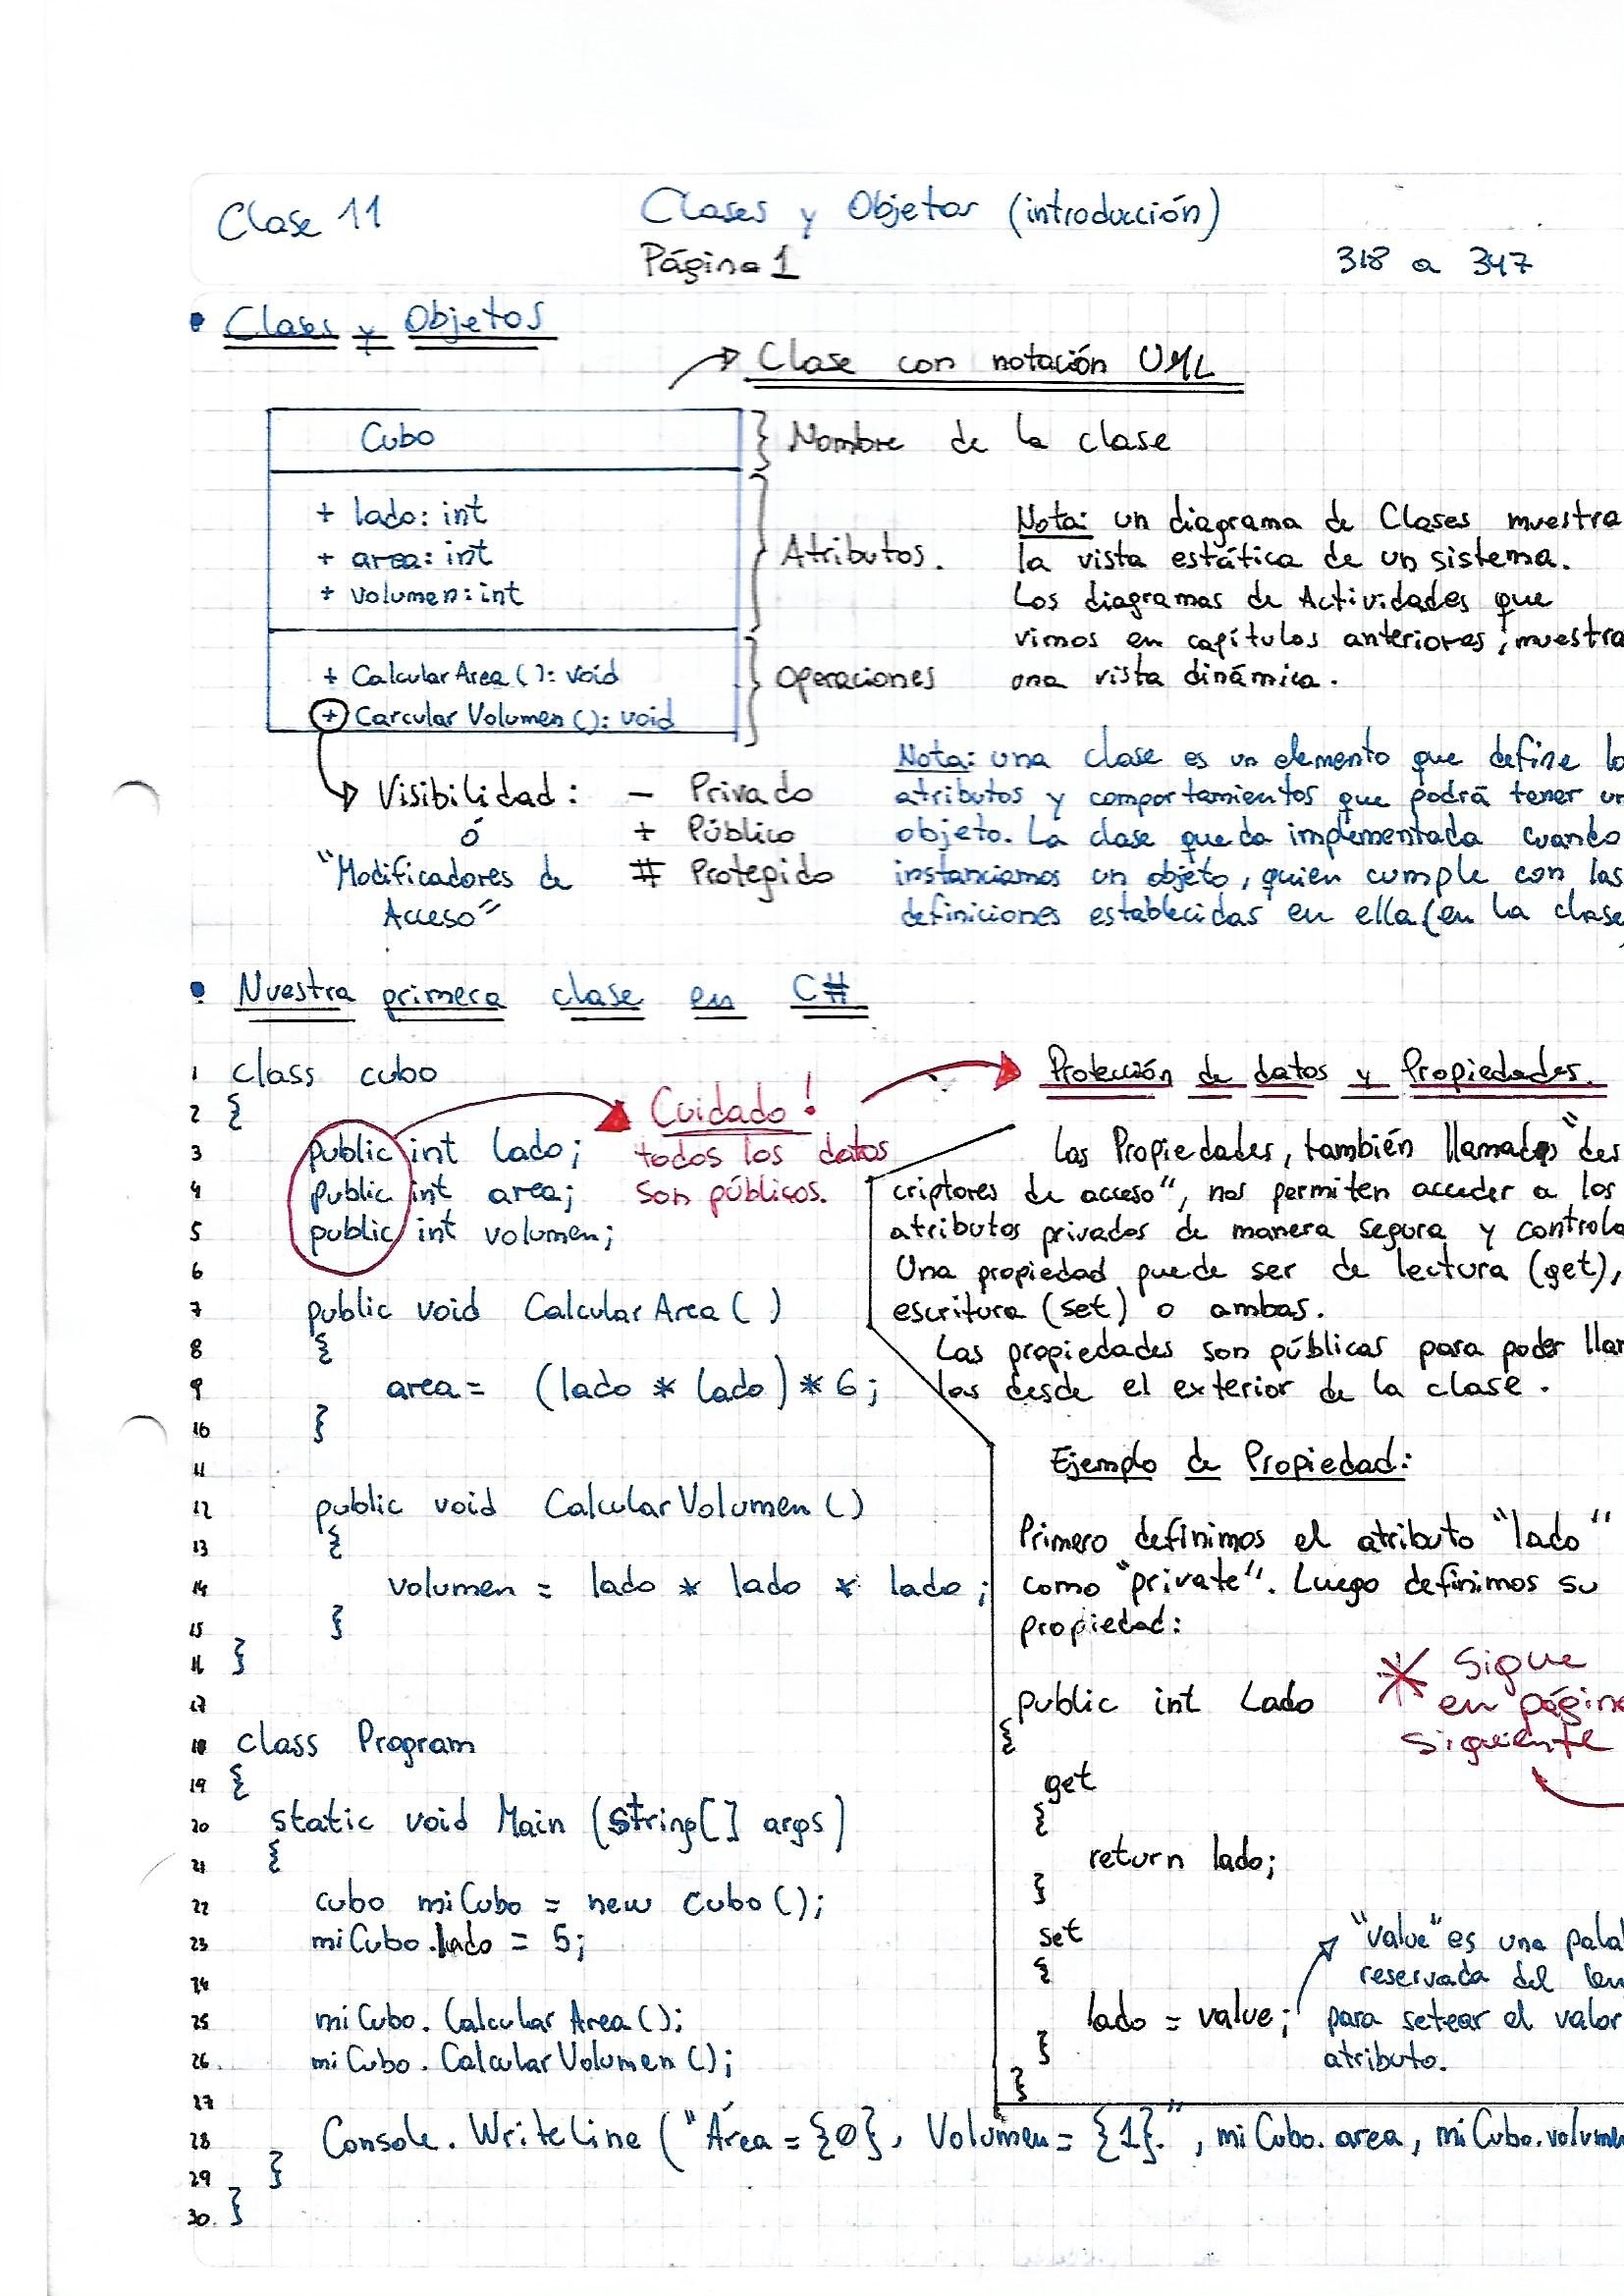 Clase 11
Clases y Objetos (introducción)
Página 1
318 a 347
• Clases y Objetos
Clase con notación UML
Cubo
Nombre de la clase
+ lado: int
+ area: int
+ volumen: int
Atributos.
Nota: un diagrama de Clases muestra
la vista estática de un sistema.
Los diagramas de Actividades que
vimos en capítulos anteriores, muestra
una vista dinámica.
+ CalcularArea(): void
+ CarcularVolumen(): void
Operaciones
Visibilidad:
ó
"Modificadores de
Acceso"
- Privado
+ Público
# Protegido
Nota: una clase es un elemento que define lo
atributos y comportamientos que podrá tener un
objeto. La clase queda implementada cuando
instanciamos un objeto, quien cumple con las
definiciones establecidas en ella (en la clase
• Nuestra primera clase en C#
1 class cubo
2 {
3 public int lado;
4 public int area;
5 public int volumen;
6
7 public void CalcularArea()
8 {
9 area = (lado * lado) * 6;
10 }
11
12 public void CalcularVolumen()
13 {
14 volumen = lado * lado * lado;
15 }
16 }
17
18 class Program
19 {
20 static void Main (string[] args)
21 {
22 cubo miCubo = new cubo();
23 miCubo.lado = 5;
24
25 miCubo.CalcularArea();
26. miCubo.CalcularVolumen();
27
28 Console.WriteLine("Área = {0}, Volumen = {1}.", miCubo.area, miCubo.volumen
29 }
30. }
Cuidado!
todos los datos
son públicos.
Protección de datos y Propiedades.
Las Propiedades, también llamados "des
criptores de acceso", nos permiten acceder a los
atributos privados de manera segura y controla
Una propiedad puede ser de lectura (get),
escritura (set) o ambas.
Las propiedades son públicas para poder llam
las desde el exterior de la clase.
Ejemplo de Propiedad:
Primero definimos el atributo "lado"
como "private". Luego definimos su
propiedad:
* Sigue
en página
siguiente
public int Lado
{
get
{
return lado;
}
set
{
lado = value;
}
}
"value" es una pala
reservada del len
para setear el valor
atributo.